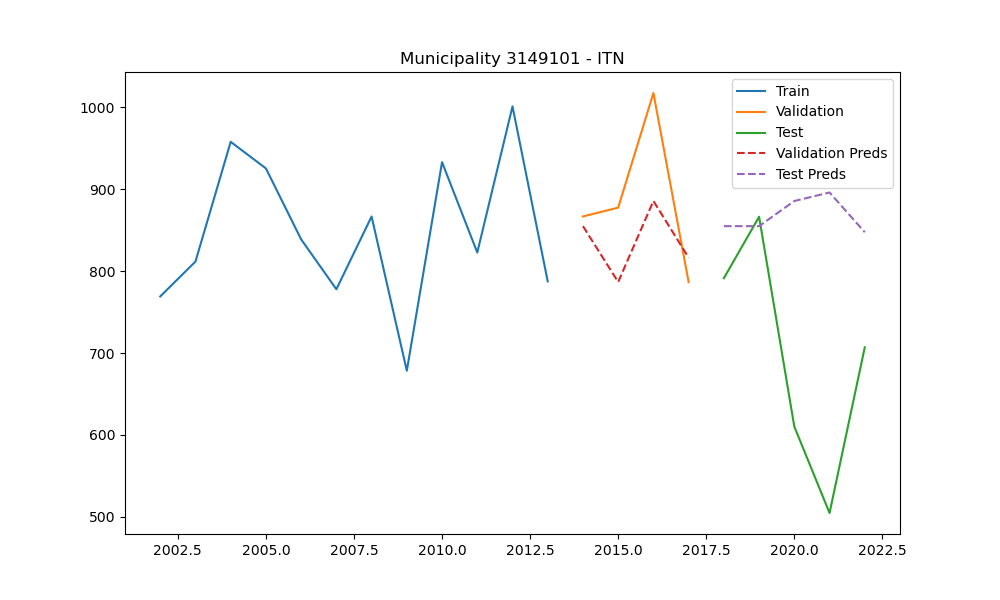 Municipality 3149101 - ITN
Train
Validation
Test
Validation Preds
Test Preds
1000
900
800
700
600
500
2002.5 2005.0 2007.5 2010.0 2012.5 2015.0 2017.5 2020.0 2022.5